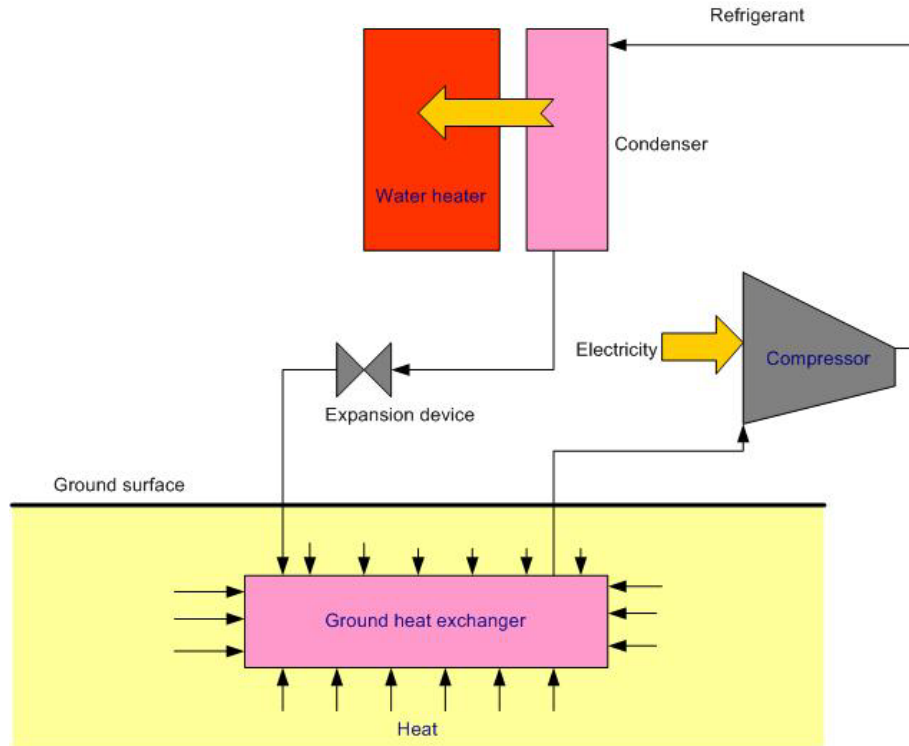 Refrigerant
Condenser
Water heater
Electricity
Compressor
Expansion device
Ground surface
Ground heat exchanger
Heat